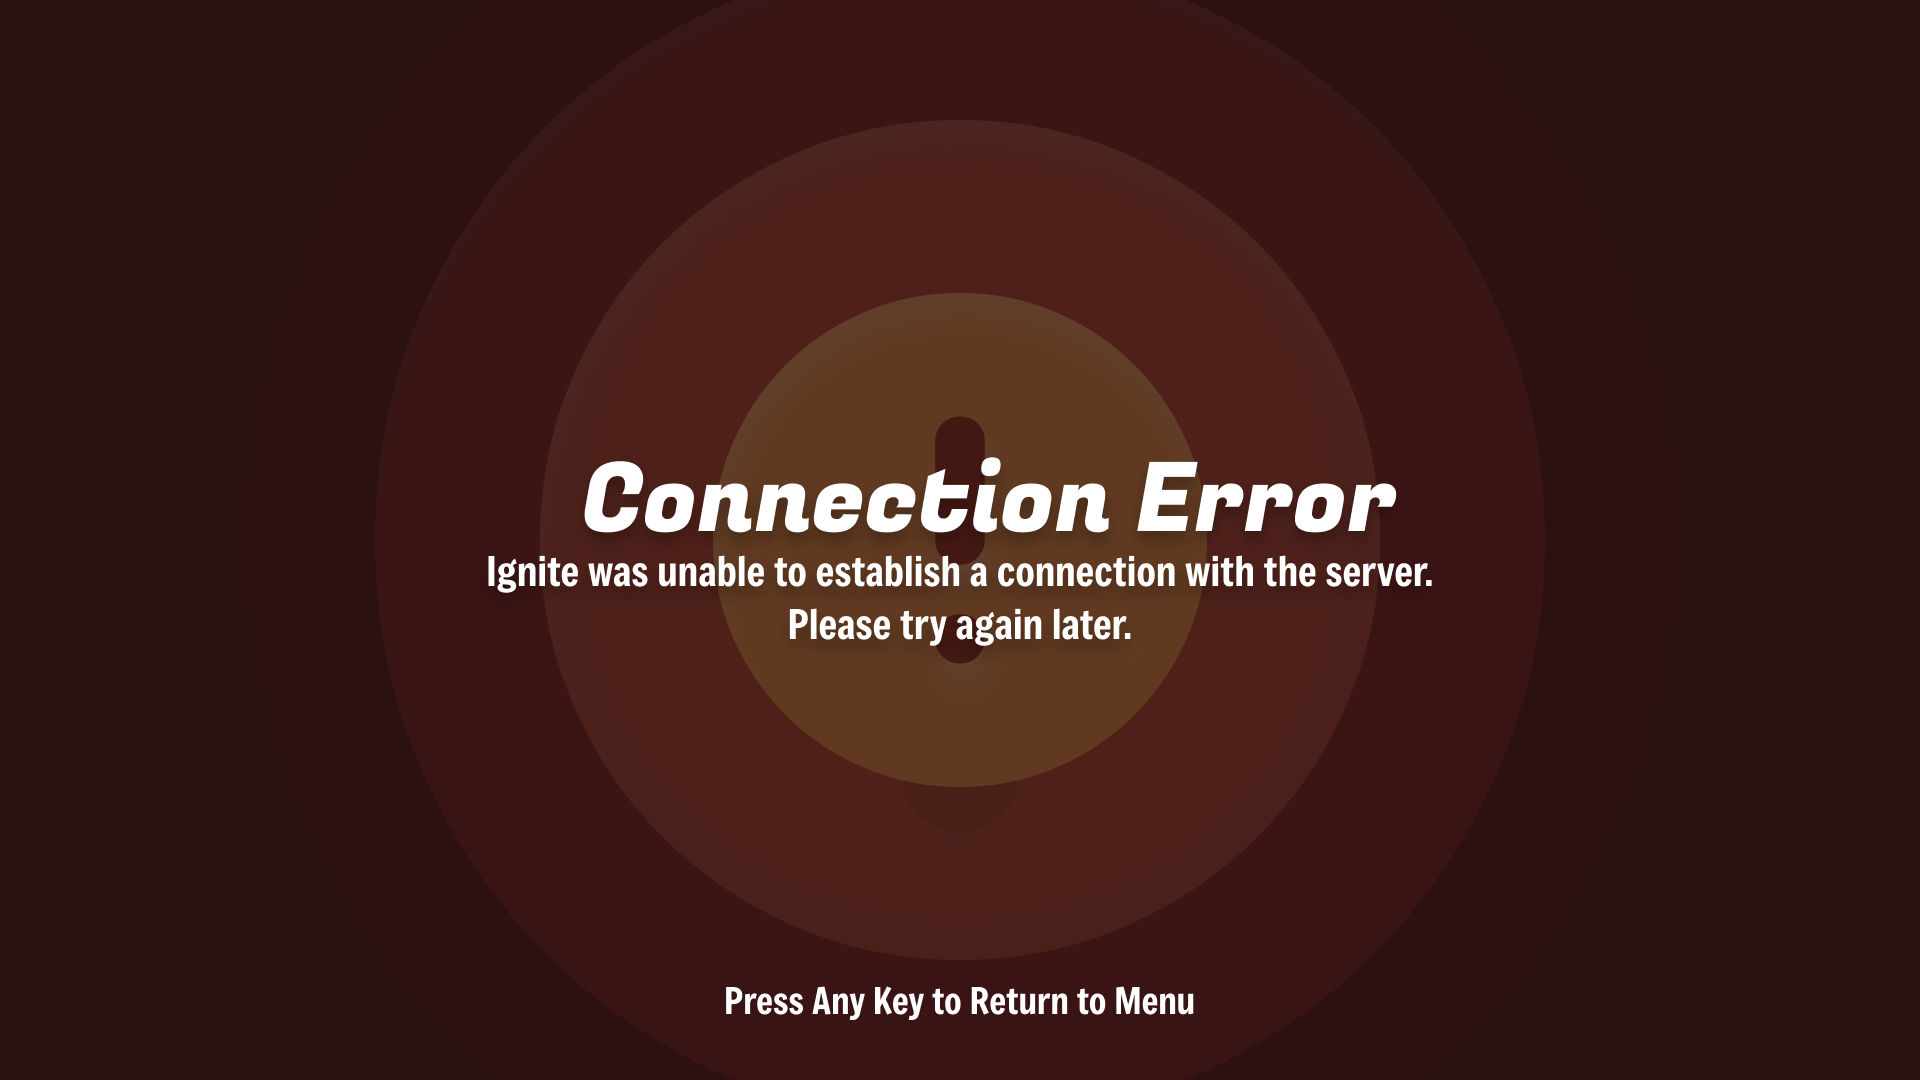 Connection Error
Ignite was unable to establish a connection with the server.
Please try again later.
Press Any Key to Return to Menu